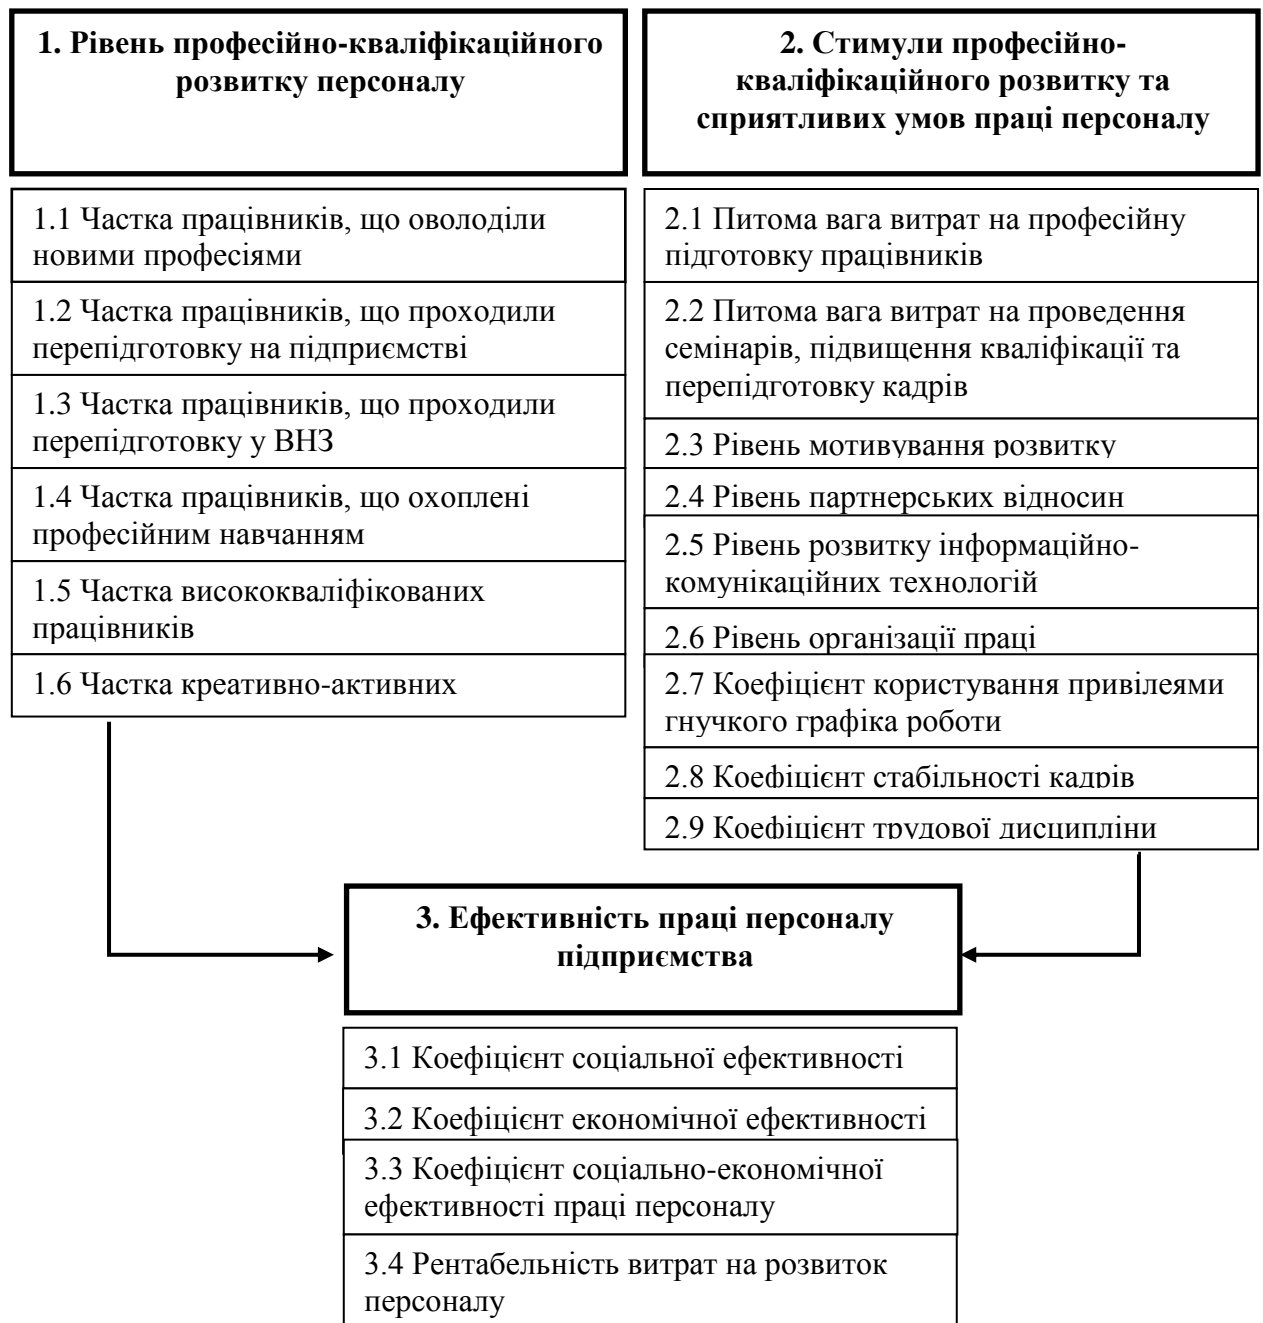 1. Рівень професійно-кваліфікаційного
розвитку персоналу
1.1 Частка працівників, що оволоділи
новими професіями
1.2 Частка працівників, що проходили
перепідготовку на підприємстві
1.3 Частка працівників, що проходили
перепідготовку у ВНЗ
1.4 Частка працівників, що охоплені
професійним навчанням
1.5 Частка висококваліфікованих
працівників
1.6 Частка креативно-активних
2. Стимули професійно-
кваліфікаційного розвитку та
сприятливих умов праці персоналу
2.1 Питома вага витрат на професійну
підготовку працівників
2.2 Питома вага витрат на проведення
семінарів, підвищення кваліфікації та
перепідготовку кадрів
2.3 Рівень мотивування розвитку
2.4 Рівень партнерських відносин
2.5 Рівень розвитку інформаційно-
комунікаційних технологій
2.6 Рівень організації праці
2.7 Коефіцієнт користування привілеями
гнучкого графіка роботи
2.8 Коефіцієнт стабільності кадрів
2.9 Коефіцієнт трудової дисципліни
3. Ефективність праці персоналу
підприємства
3.1 Коефіцієнт соціальної ефективності
3.2 Коефіцієнт економічної ефективності
3.3 Коефіцієнт соціально-економічної
ефективності праці персоналу
3.4 Рентабельність витрат на розвиток
персоналу